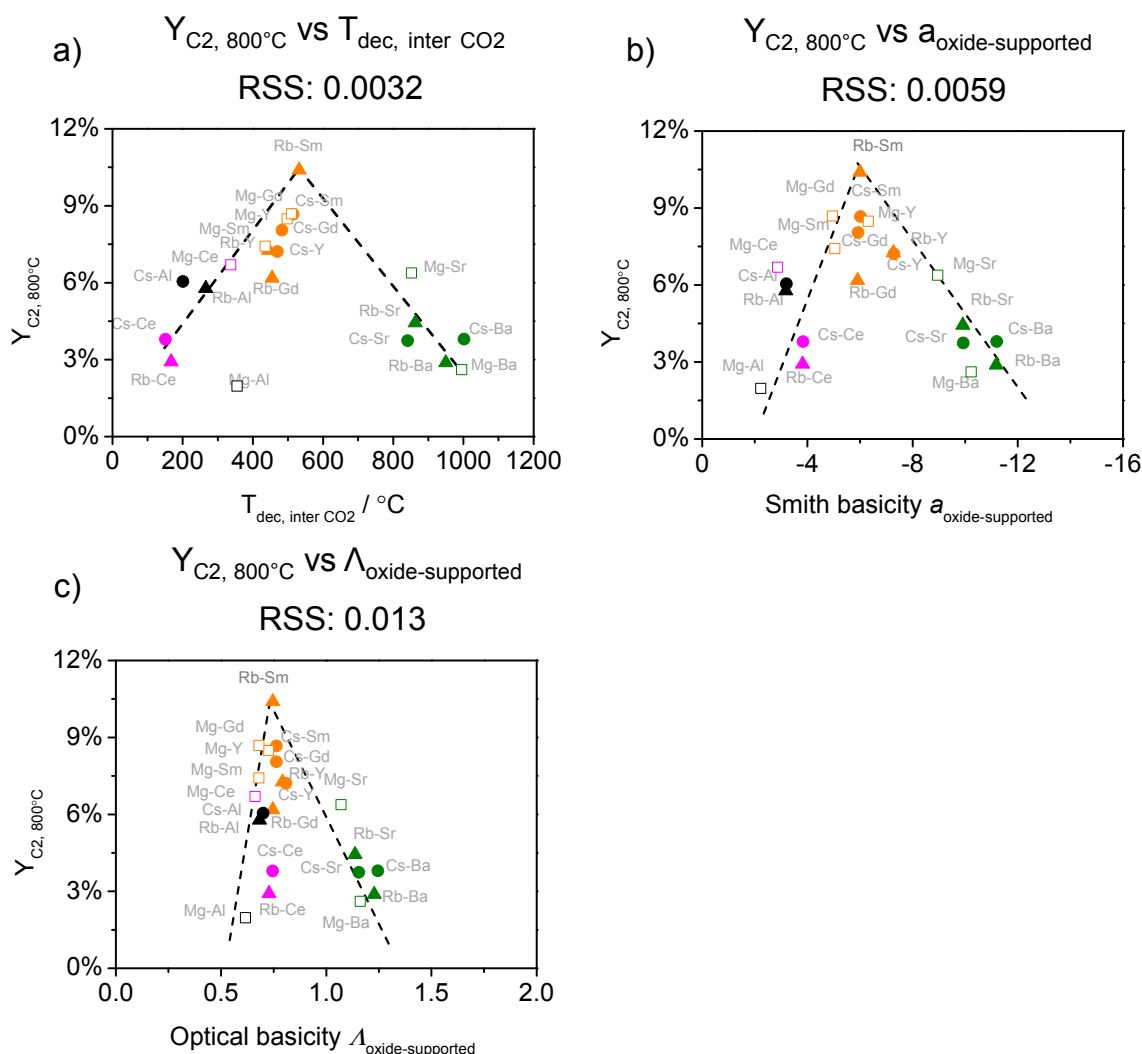 a)
Y_C2, 800°C vs T_dec, inter CO2
RSS: 0.0032
12%
9%
6%
3%
0%
Y_C2, 800°C
Rb-Sm
Mg-Gd
Cs-Sm
Mg-Y
Mg-Sm
Cs-Gd
Rb-Y
Cs-Y
Mg-Ce
Cs-Al
Rb-Al
Rb-Gd
Mg-Sr
Rb-Sr
Cs-Ba
Cs-Sr
Cs-Ce
Rb-Ce
Mg-Al
Rb-Ba
Mg-Ba
0 200 400 600 800 1000 1200
T_dec, inter CO2 / °C
b)
Y_C2, 800°C vs a_oxide-supported
RSS: 0.0059
12%
9%
6%
3%
0%
Y_C2, 800°C
Rb-Sm
Mg-Gd
Cs-Sm
Mg-Sm
Mg-Y
Mg-Ce
Cs-Gd
Rb-Y
Cs-Al
Cs-Y
Mg-Sr
Rb-Al
Rb-Gd
Rb-Sr
Cs-Ce
Cs-Sr
Cs-Ba
Mg-Al
Rb-Ce
Rb-Ba
Mg-Ba
0 -4 -8 -12 -16
Smith basicity a_oxide-supported
c)
Y_C2, 800°C vs Λ_oxide-supported
RSS: 0.013
12%
9%
6%
3%
0%
Y_C2, 800°C
Rb-Sm
Mg-Gd
Cs-Sm
Mg-Y
Cs-Gd
Mg-Sm
Rb-Y
Mg-Sr
Mg-Ce
Cs-Y
Cs-Al
Rb-Al
Rb-Gd
Rb-Sr
Cs-Ce
Cs-Sr
Cs-Ba
Mg-Al
Rb-Ce
Rb-Ba
Mg-Ba
0.0 0.5 1.0 1.5 2.0
Optical basicity Λ_oxide-supported